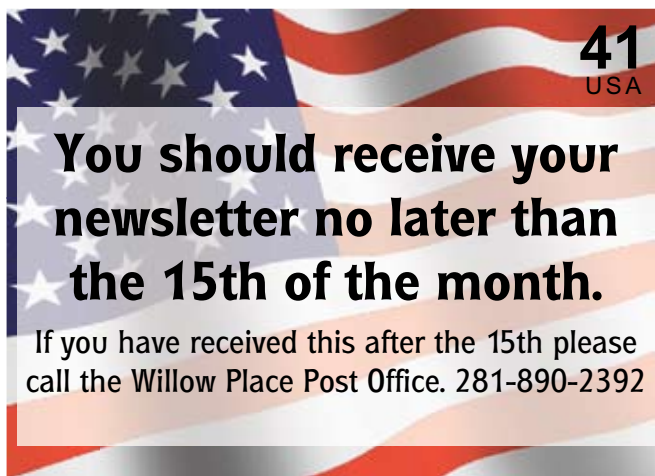 41
USA
You should receive your
newsletter no later than
the 15th of the month.
If you have received this after the 15th please
call the Willow Place Post Office. 281-890-2392